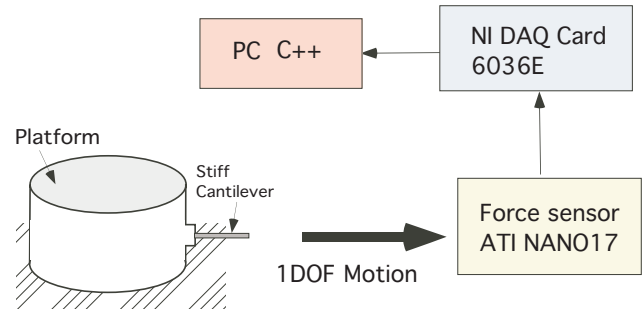 PC C++
NI DAQ Card
6036E
Platform
Stiff
Cantilever
Force sensor
ATI NANO17
1DOF Motion